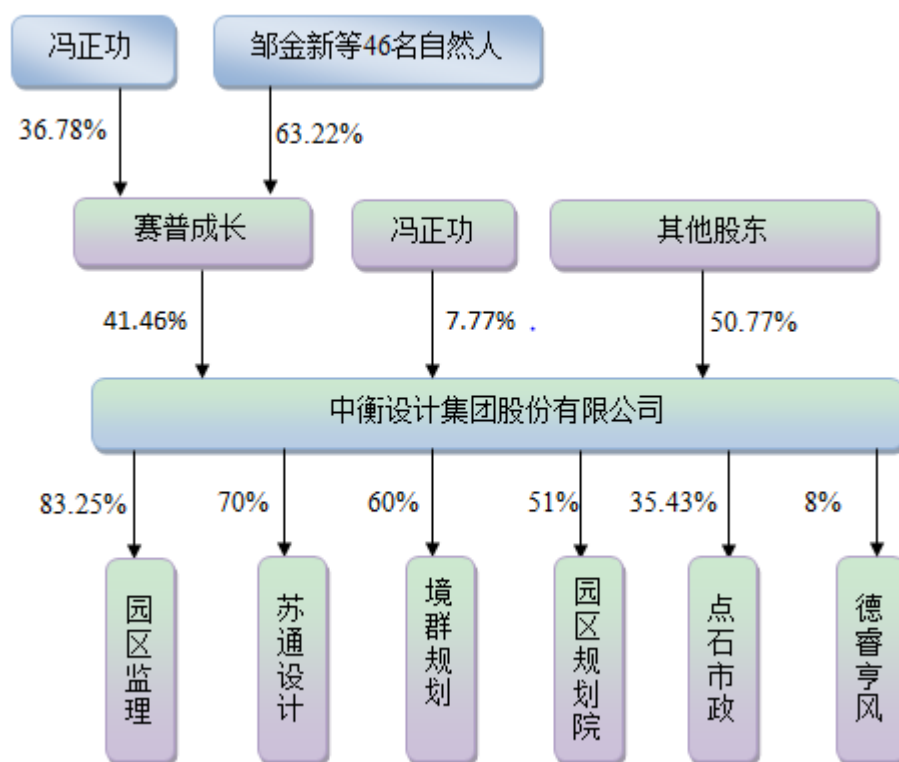 冯正功
邹金新等46名自然人
36.78%
63.22%
赛普成长
冯正功
其他股东
41.46%
7.77%
50.77%
中衡设计集团股份有限公司
83.25%
70%
60%
51%
35.43%
8%
园区监理
苏通设计
境群规划
园区规划院
点石市政
德睿亨风